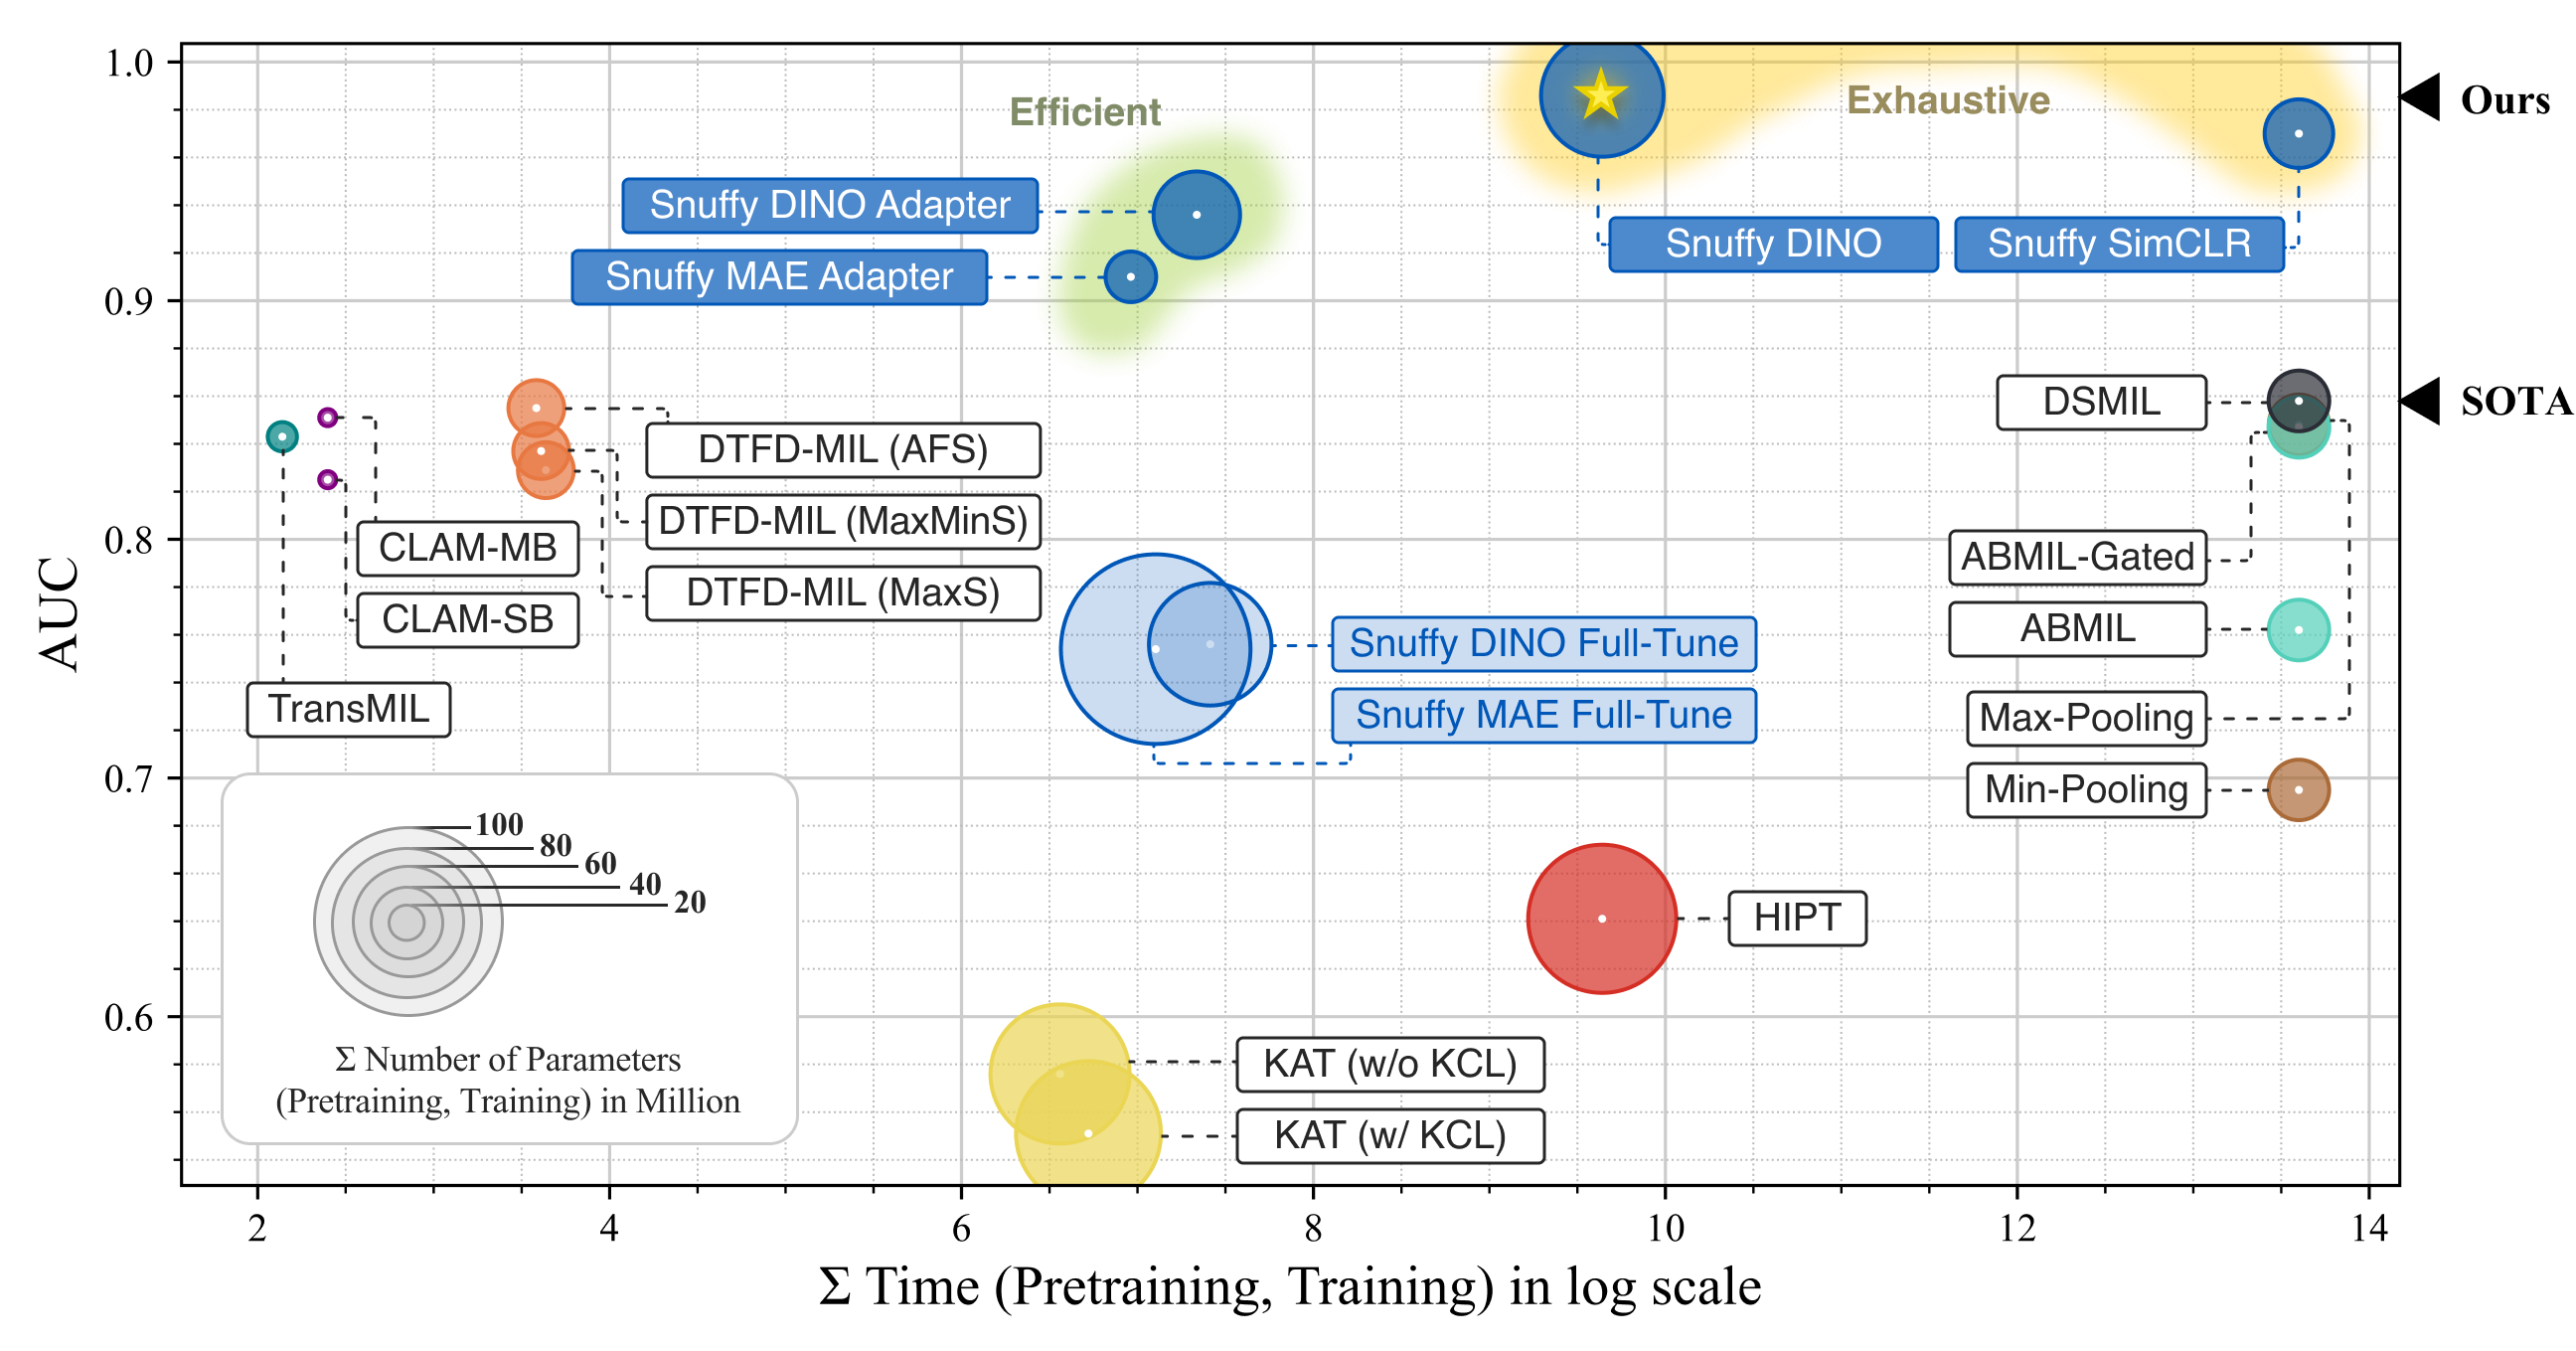 1.0
0.9
0.8
0.7
0.6
AUC
Efficient
Exhaustive
Ours
SOTA
Snuffy DINO Adapter
Snuffy MAE Adapter
Snuffy DINO
Snuffy SimCLR
DSMIL
DTFD-MIL (AFS)
DTFD-MIL (MaxMinS)
DTFD-MIL (MaxS)
CLAM-MB
CLAM-SB
TransMIL
ABMIL-Gated
ABMIL
Max-Pooling
Min-Pooling
Snuffy DINO Full-Tune
Snuffy MAE Full-Tune
HIPT
KAT (w/o KCL)
KAT (w/ KCL)
100
80
60
40
20
Σ Number of Parameters
(Pretraining, Training) in Million
2 4 6 8 10 12 14
Σ Time (Pretraining, Training) in log scale